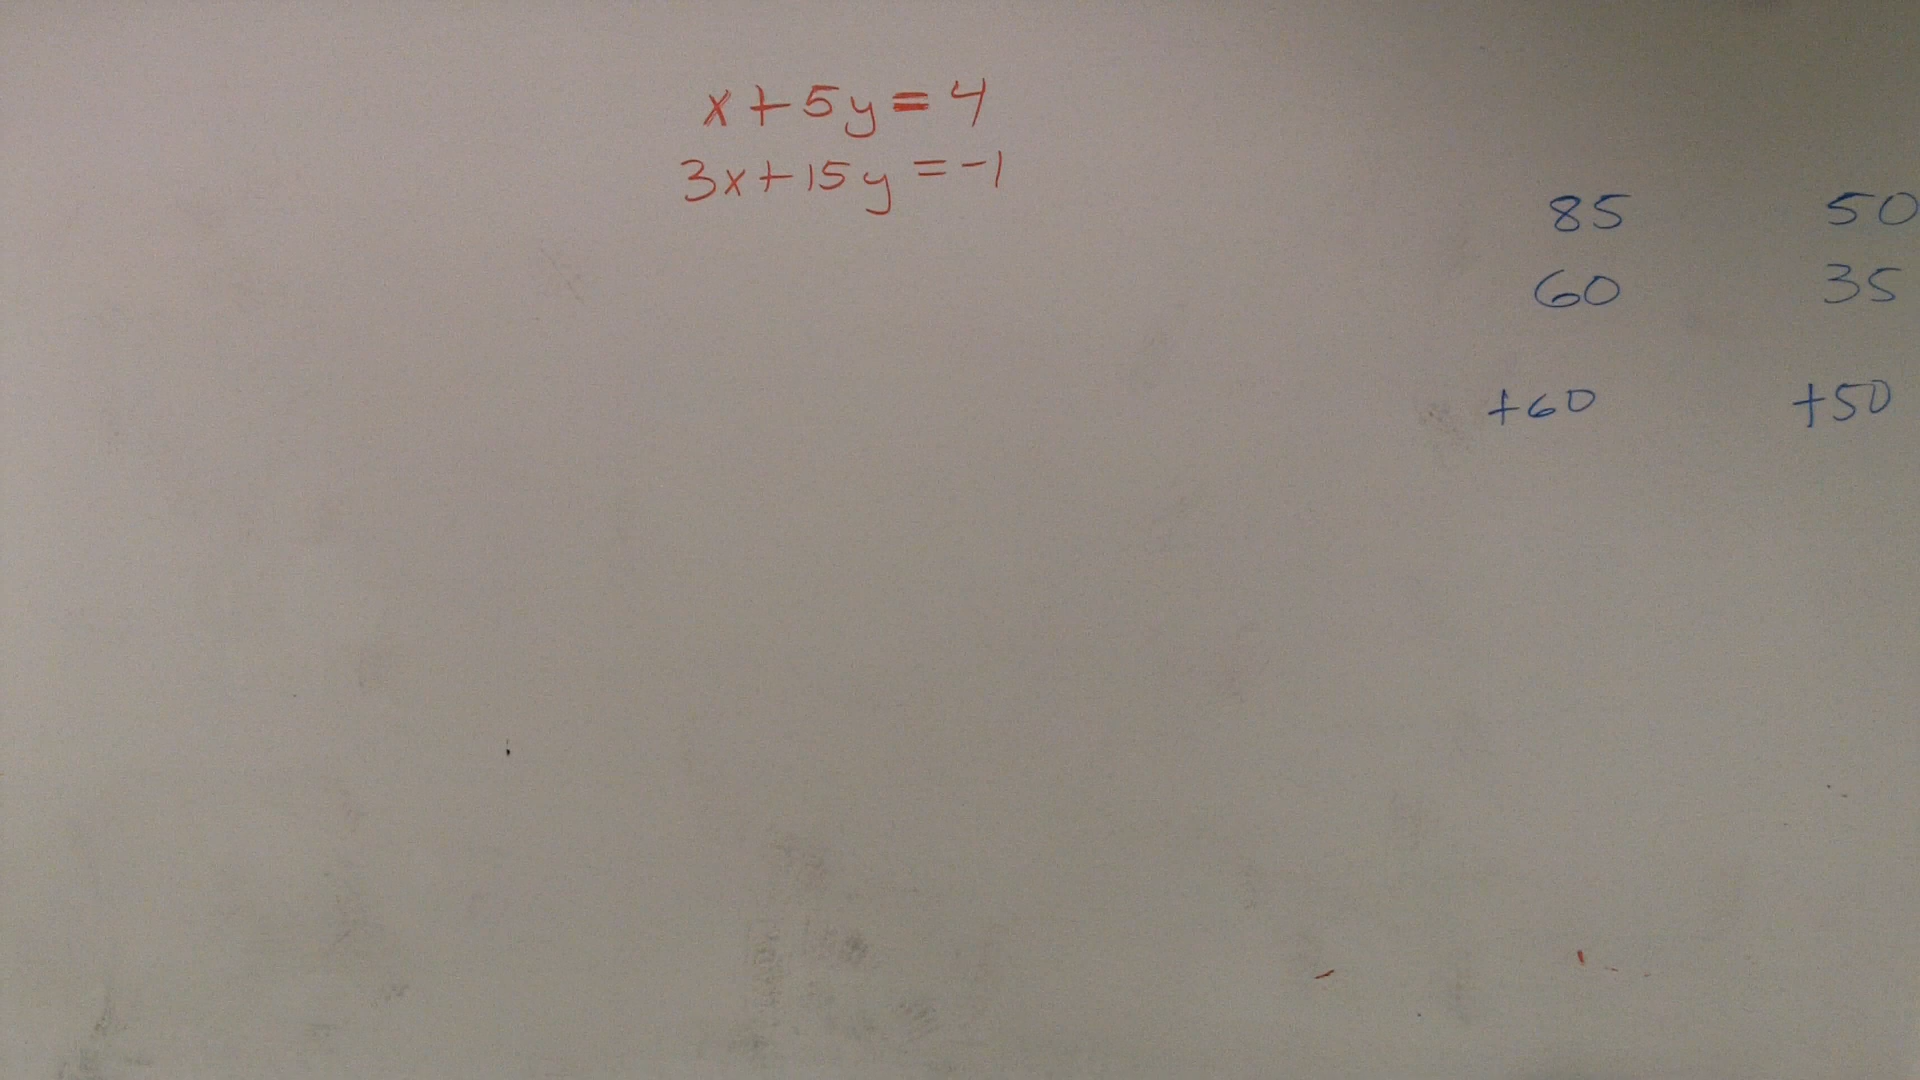 x + 5y = 4
3x + 15y = -1
85 50
60 35
+60 +50